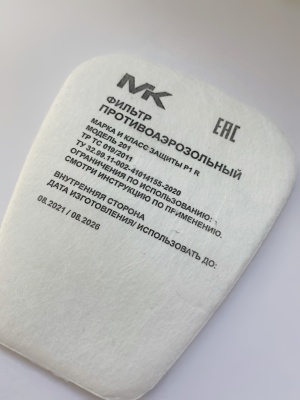 МК
ЕАС
ФИЛЬТР
ПРОТИВОАЭРОЗОЛЬНЫЙ
МАРКА И КЛАСС ЗАЩИТЫ P1 R
МОДЕЛЬ 201
ТР ТС 019/2011
ТУ 32.99.11-002-41014155-2020
ОГРАНИЧЕНИЯ ПО ИСПОЛЬЗОВАНИЮ:
СМОТРИ ИНСТРУКЦИЮ ПО ПРИМЕНЕНИЮ.
ВНУТРЕННЯЯ СТОРОНА
ДАТА ИЗГОТОВЛЕНИЯ/ ИСПОЛЬЗОВАТЬ ДО:
08.2021 / 08.2026